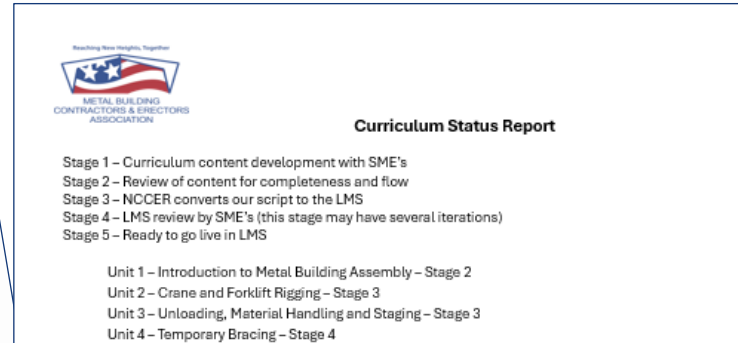 Reaching New Heights, Together
METAL BUILDING
CONTRACTORS & ERECTORS
ASSOCIATION
Curriculum Status Report
Stage 1 – Curriculum content development with SME's
Stage 2 – Review of content for completeness and flow
Stage 3 – NCCER converts our script to the LMS
Stage 4 – LMS review by SME's (this stage may have several iterations)
Stage 5 – Ready to go live in LMS
Unit 1 – Introduction to Metal Building Assembly – Stage 2
Unit 2 – Crane and Forklift Rigging – Stage 3
Unit 3 – Unloading, Material Handling and Staging – Stage 3
Unit 4 – Temporary Bracing – Stage 4